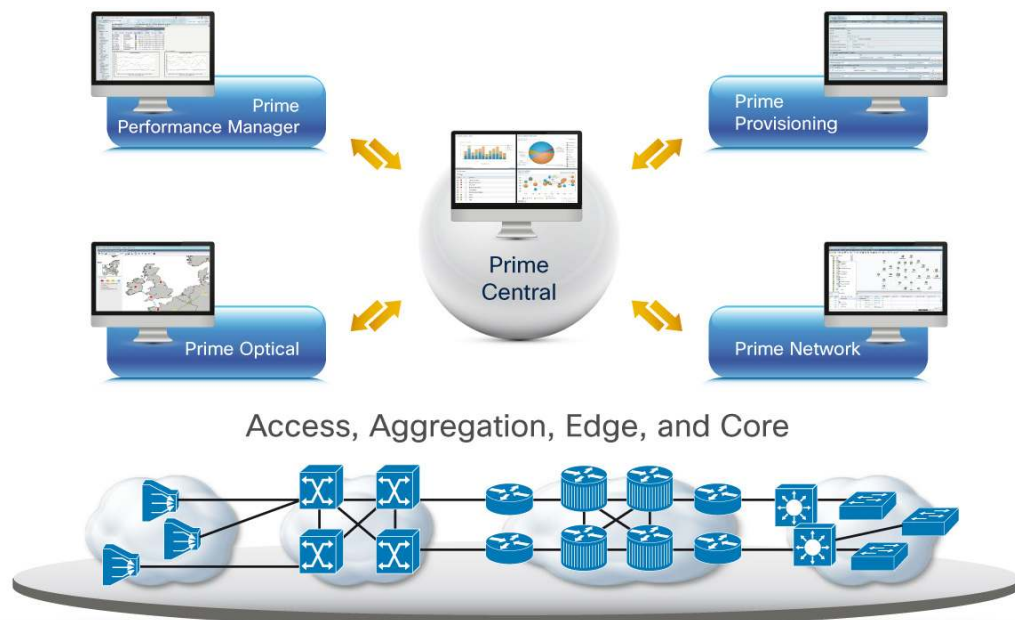 Prime
Performance Manager
Prime
Provisioning
Prime
Central
Prime Optical
Prime Network
Access, Aggregation, Edge, and Core